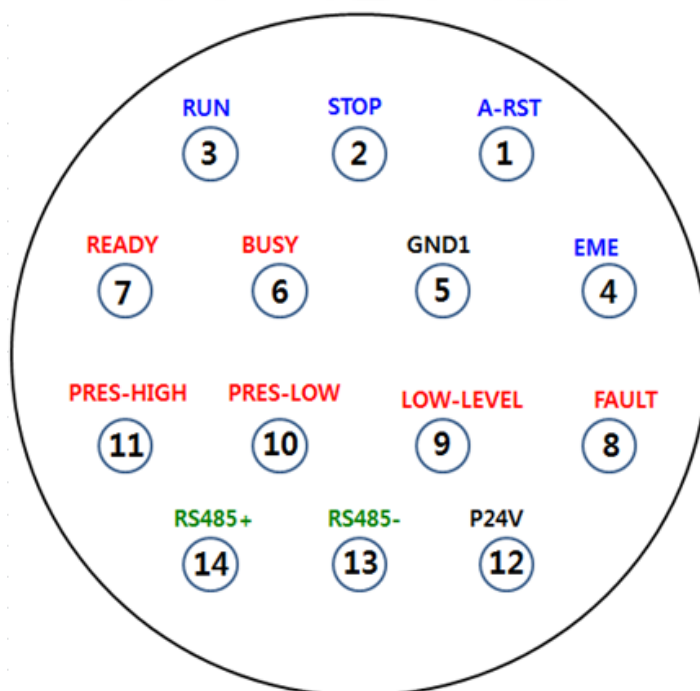 RUN STOP A-RST
3 2 1
READY BUSY GND1 EME
7 6 5 4
PRES-HIGH PRES-LOW LOW-LEVEL FAULT
11 10 9 8
RS485+ RS485- P24V
14 13 12